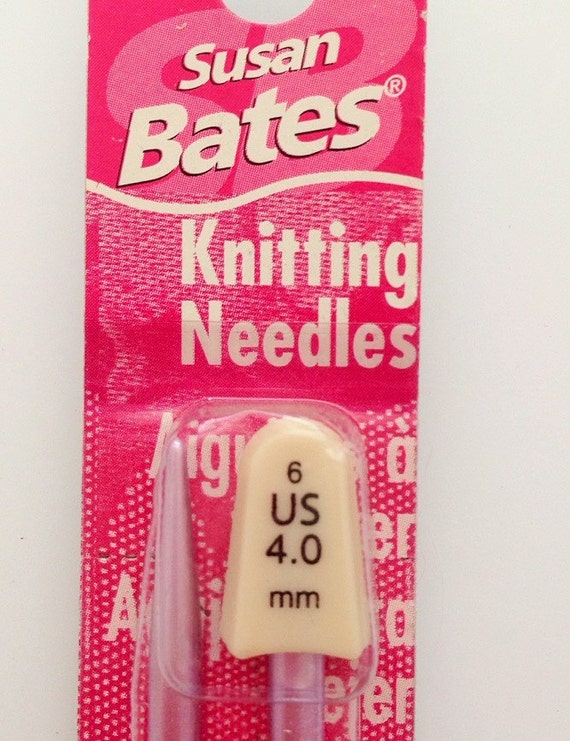 Susan
Bates®
Knitting
Needles
à
6
US
4.0
mm